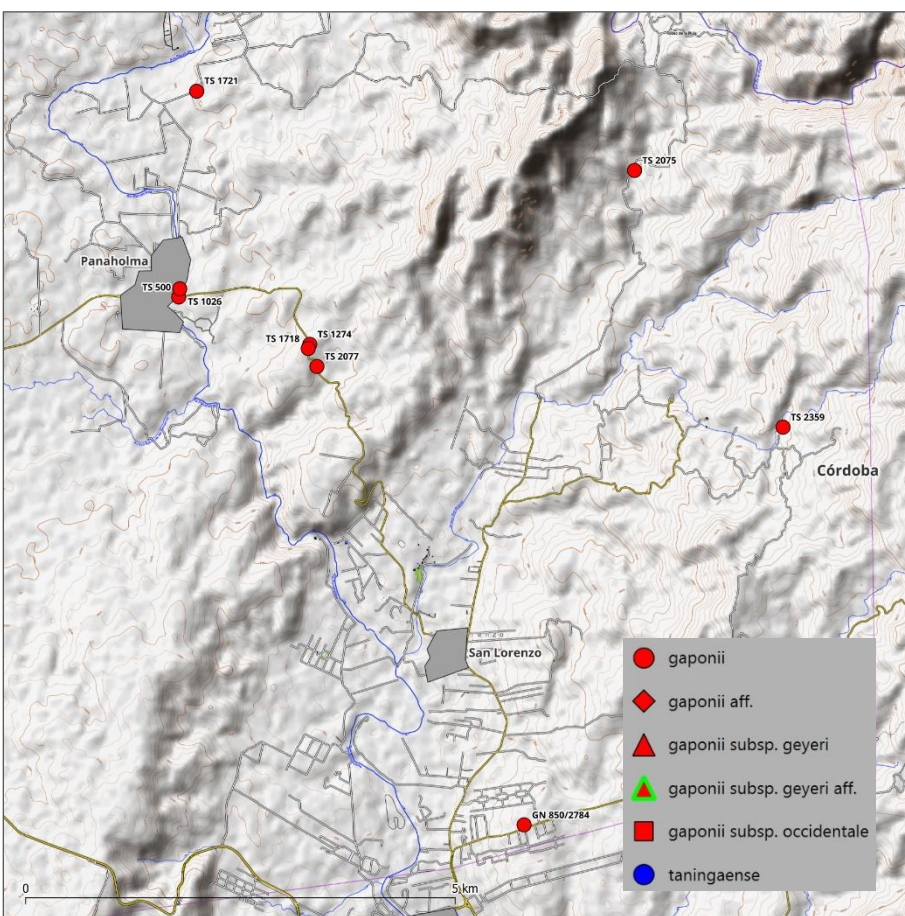 TS 1721
TS 2075
Panaholma
TS 500
TS 1026
TS 1274
TS 1718
TS 2077
TS 2359
Córdoba
San Lorenzo
gaponii
gaponii aff.
gaponii subsp. geyeri
gaponii subsp. geyeri aff.
gaponii subsp. occidentale
taningaense
GN 850/2784
0
5 km